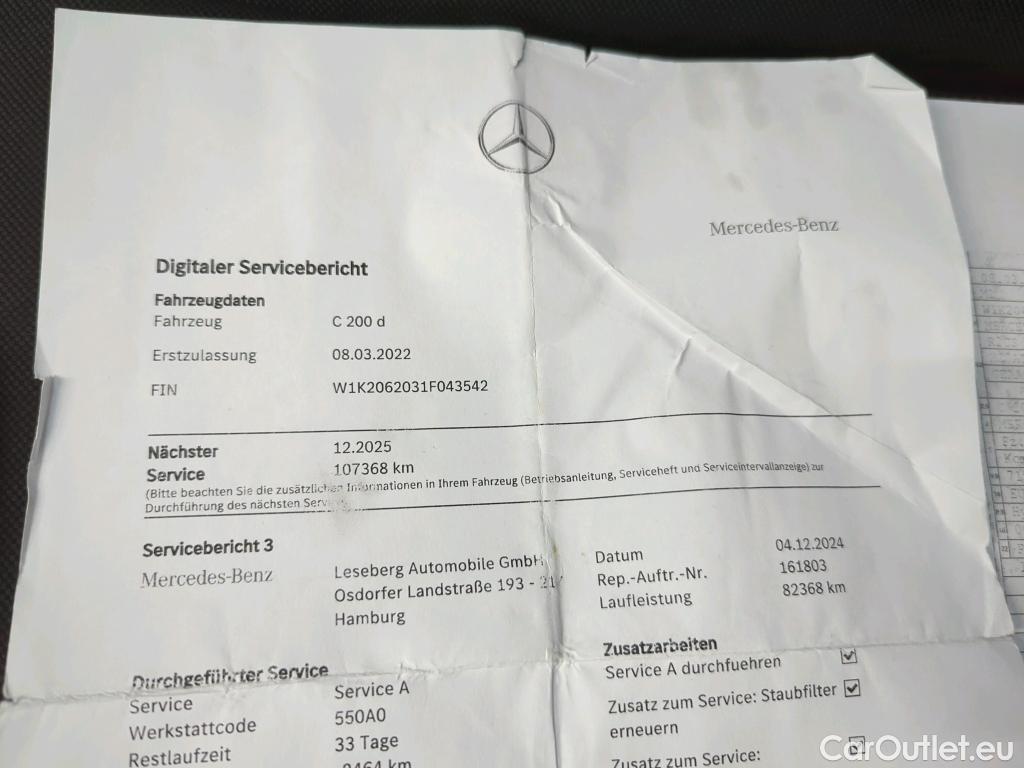 Mercedes-Benz
Digitaler Servicebericht
Fahrzeugdaten
Fahrzeug C 200 d
Erstzulassung 08.03.2022
FIN W1K2062031F043542
Nächster Service 12.2025
107368 km
(Bitte beachten Sie die zusätzlichen Informationen in Ihrem Fahrzeug (Betriebsanleitung, Serviceheft und Serviceintervallanzeige) zur
Durchführung des nächsten
Servicebericht 3
Mercedes-Benz
Leseberg Automobile GmbH
Osdorfer Landstraße 193 -
Hamburg
Datum 04.12.2024
Rep.-Auftr.-Nr. 161803
Laufleistung 82368 km
Durchgeführter Service
Service Service A
Werkstattcode 550A0
Restlaufzeit 33 Tage
km
Zusatzarbeiten
Service A durchfuehren
Zusatz zum Service: Staubfilter
erneuern
Zusatz zum Service:
CarOutlet.eu